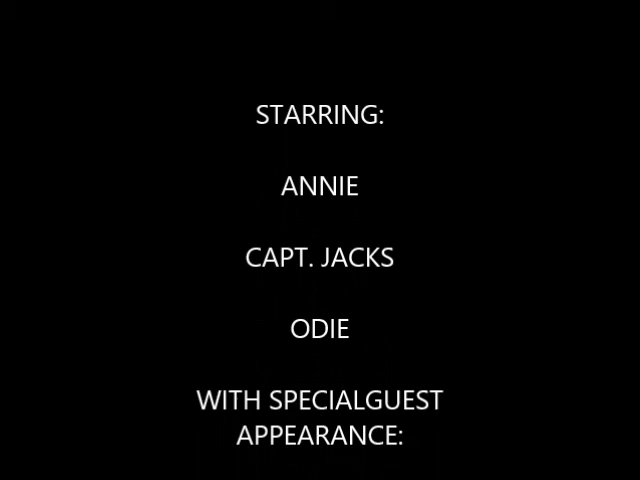 STARRING:
ANNIE
CAPT. JACKS
ODIE
WITH SPECIALGUEST
APPEARANCE: